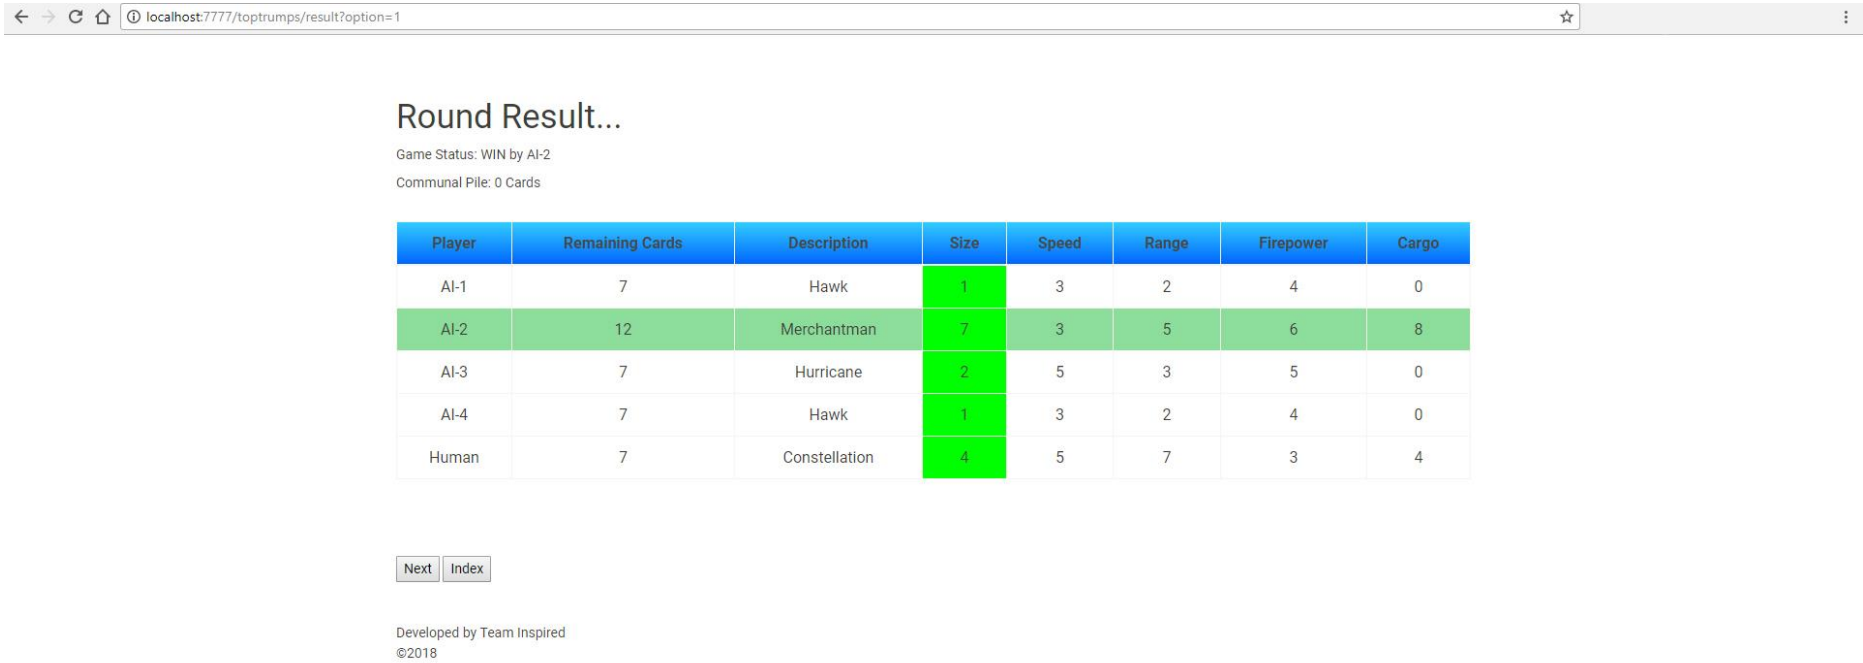 localhost:7777/toptrumps/result?option=1
Round Result...
Game Status: WIN by AI-2
Communal Pile: 0 Cards
Player Remaining Cards Description Size Speed Range Firepower Cargo
AI-1 7 Hawk 1 3 2 4 0
AI-2 12 Merchantman 7 3 5 6 8
AI-3 7 Hurricane 2 5 3 5 0
AI-4 7 Hawk 1 3 2 4 0
Human 7 Constellation 4 5 7 3 4
Next Index
Developed by Team Inspired
©2018